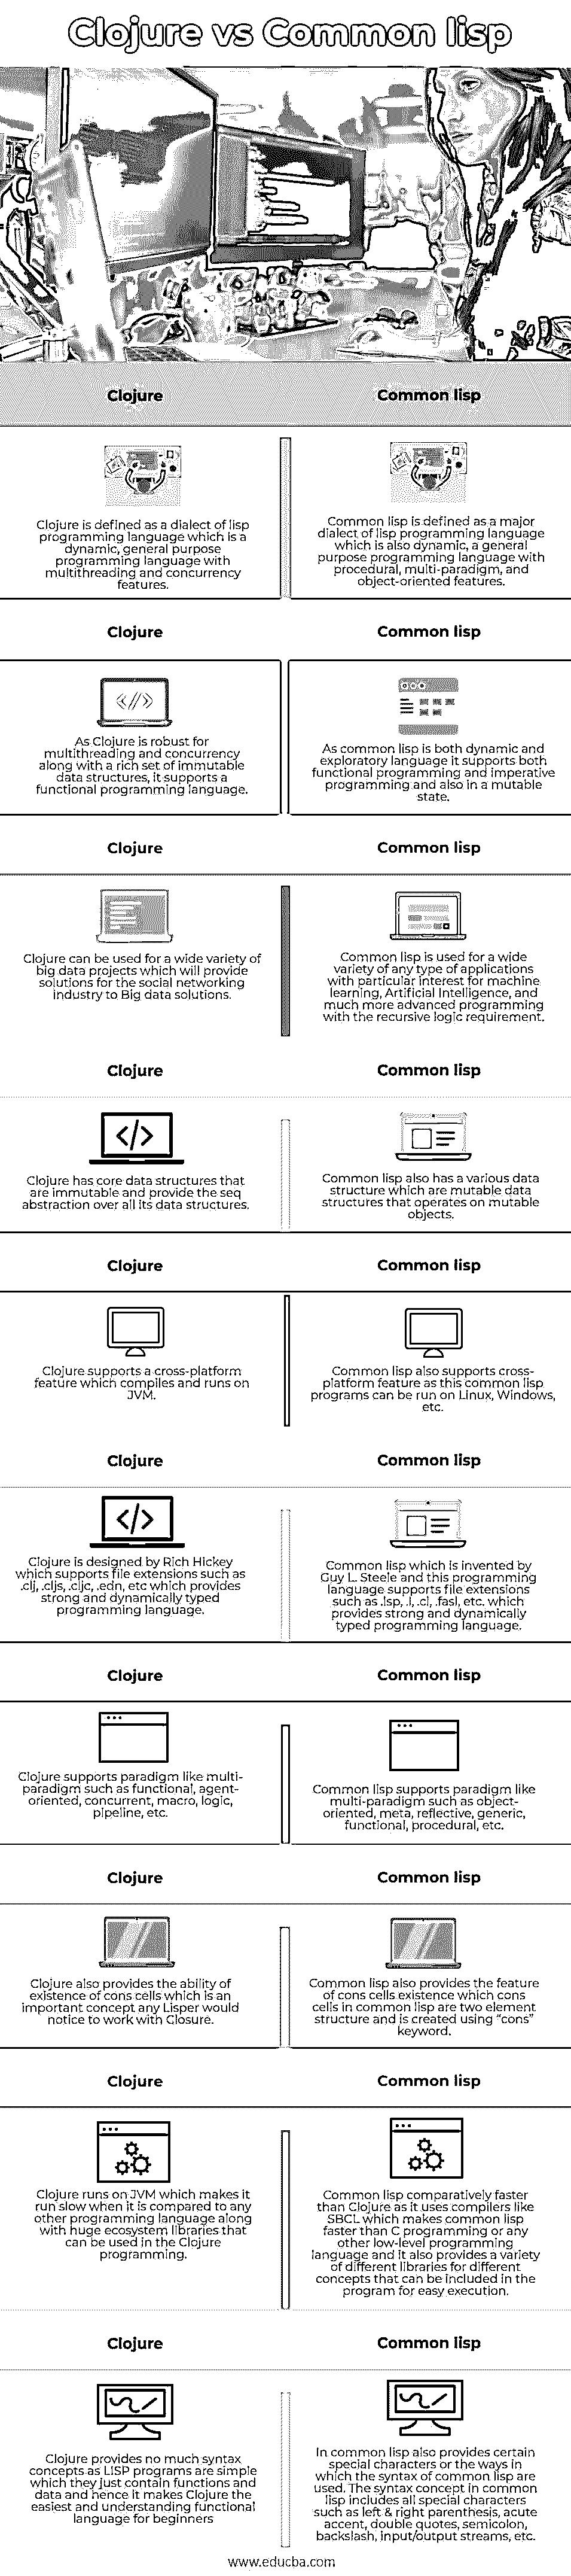 Clojure vs Common lisp
Clojure
Common lisp
Clojure is defined as a dialect of lisp
programming language which is a
dynamic, general purpose
programming language with
multithreading and concurrency
features.
Common lisp is defined as a major
dialect of lisp programming language
which is also dynamic, a general
purpose programming language with
procedural, multi-paradigm, and
object-oriented features.
Clojure
Common lisp
As Clojure is robust for
multithreading and concurrency
along with a rich set of immutable
data structures, it supports a
functional programming language.
As common lisp is both dynamic and
exploratory language it supports both
functional programming and imperative
programming and also in a mutable
state.
Clojure
Common lisp
Clojure can be used for a wide variety of
big data projects which will provide
solutions for the social networking
industry to Big data solutions.
Common lisp is used for a wide
variety of any type of applications
with particular interest for machine
learning, Artificial Intelligence, and
much more advanced programming
with the recursive logic requirement.
Clojure
Common lisp
Clojure has core data structures that
are immutable and provide the seq
abstraction over all its data structures.
Common lisp also has a various data
structure which are mutable data
structures that operates on mutable
objects.
Clojure
Common lisp
Clojure supports a cross-platform
feature which compiles and runs on
JVM.
Common lisp also supports cross-
platform feature as this common lisp
programs can be run on Linux, Windows,
etc.
Clojure
Common lisp
Clojure is designed by Rich Hickey
which supports file extensions such as
.clj, .cljs, .cljc, .edn, etc which provides
strong and dynamically typed
programming language.
Common lisp which is invented by
Guy L. Steele and this programming
language supports file extensions
such as .lsp, .l, .cl, .fasl, etc. which
provides strong and dynamically
typed programming language.
Clojure
Common lisp
Clojure supports paradigm like multi-
paradigm such as functional, agent-
oriented, concurrent, macro, logic,
pipeline, etc.
Common lisp supports paradigm like
multi-paradigm such as object-
oriented, meta, reflective, generic,
functional, procedural, etc.
Clojure
Common lisp
Clojure also provides the ability of
existence of cons cells which is an
important concept any Lisper would
notice to work with Closure.
Common lisp also provides the feature
of cons cells existence which cons
cells in common lisp are two element
structure and is created using "cons"
keyword.
Clojure
Common lisp
Clojure runs on JVM which makes it
run slow when it is compared to any
other programming language along
with huge ecosystem libraries that
can be used in the Clojure
programming.
Common lisp comparatively faster
than Clojure as it uses compilers like
SBCL which makes common lisp
faster than C programming or any
other low-level programming
language and it also provides a variety
of different libraries for different
concepts that can be included in the
program for easy execution.
Clojure
Common lisp
Clojure provides no much syntax
concepts as LISP programs are simple
which they just contain functions and
data and hence it makes Clojure the
easiest and understanding functional
language for beginners
In common lisp also provides certain
special characters or the ways in
which the syntax of common lisp are
used. The syntax concept in common
lisp includes all special characters
such as left & right parenthesis, acute
accent, double quotes, semicolon,
backslash, input/output streams, etc.
www.educba.com